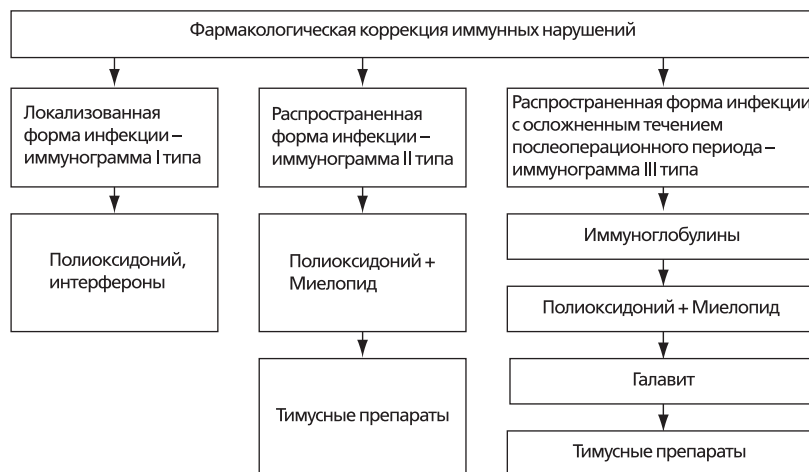 Фармакологическая коррекция иммунных нарушений
Локализованная
форма инфекции –
иммунограмма I типа
Полиоксидоний,
интерфероны
Распространенная
форма инфекции –
иммунограмма II типа
Полиоксидоний +
Миелопид
Тимусные препараты
Распространенная форма инфекции
с осложненным течением
послеоперационного периода –
иммунограмма III типа
Иммуноглобулины
Полиоксидоний + Миелопид
Галавит
Тимусные препараты